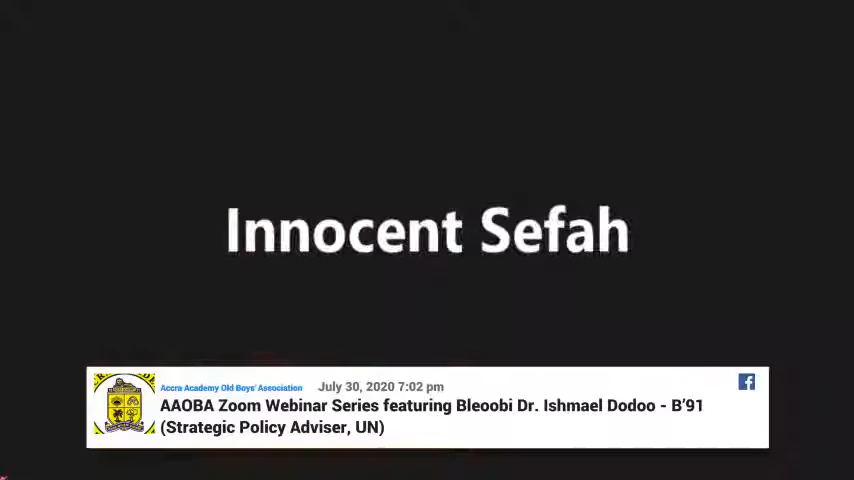 Innocent Sefah
Accra Academy Old Boys' Association July 30, 2020 7:02 pm
AAOBA Zoom Webinar Series featuring Bleoobi Dr. Ishmael Dodoo - B'91
(Strategic Policy Adviser, UN)